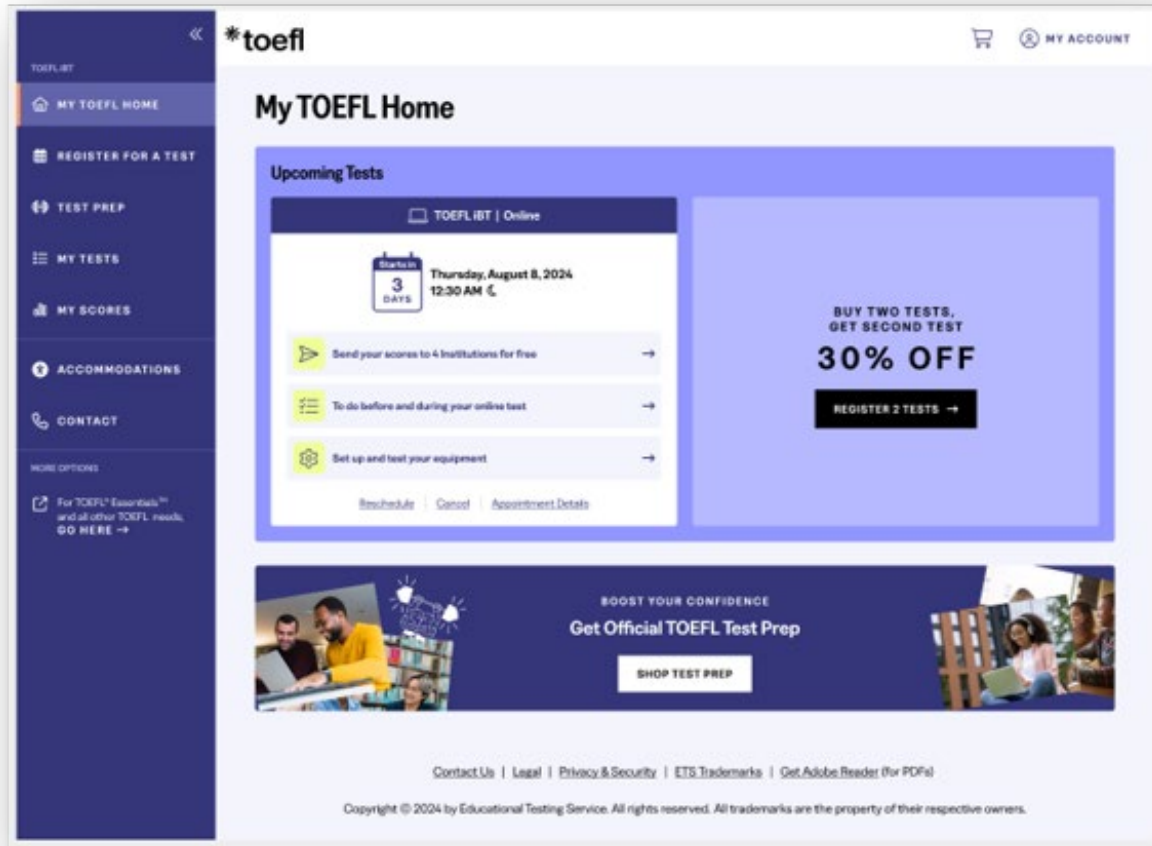 *toefl
MY ACCOUNT
TOEFL iBT
MY TOEFL HOME
REGISTER FOR A TEST
TEST PREP
MY TESTS
MY SCORES
ACCOMMODATIONS
CONTACT
MORE OPTIONS
For TOEFL® Essentials™
and all other TOEFL needs,
GO HERE →
My TOEFL Home
Upcoming Tests
TOEFL iBT | Online
Starts in
3
DAYS
Thursday, August 8, 2024
12:30 AM
Send your scores to 4 Institutions for free →
To do before and during your online test →
Set up and test your equipment →
Reschedule | Cancel | Appointment Details
BUY TWO TESTS,
GET SECOND TEST
30% OFF
REGISTER 2 TESTS →
BOOST YOUR CONFIDENCE
Get Official TOEFL Test Prep
SHOP TEST PREP
Contact Us | Legal | Privacy & Security | ETS Trademarks | Get Adobe Reader (for PDFs)
Copyright © 2024 by Educational Testing Service. All rights reserved. All trademarks are the property of their respective owners.